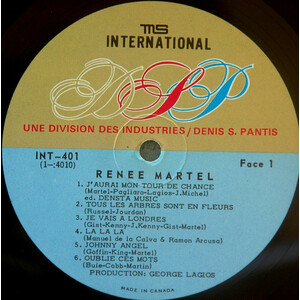 MS
INTERNATIONAL
DSP
UNE DIVISION DES INDUSTRIES/DENIS S. PANTIS
INT-401
(1-:4010)
Face 1
RENEE MARTEL
1. J'AURAI MON TOUR DE CHANCE
(Martel-Pagliaro-Lagios-J.Michell
ed. DENSTA MUSIC
2. TOUS LES ARBRES SONT EN FLEURS
(Russel-Jourdan)
3. JE VAIS A LONDRES
(Gist-Kenny-J,Kenny-Gist-Martel)
4. LA LA LA
(Manuel de la Calva & Ramon Arcusa)
5. JOHNNY ANGEL
(Goffin-King-Martel)
6. OUBLIE CES MOTS
(Buie-Cobb-Martin)
PRODUCTION: GEORGE LAGIOS
MADE IN CANADA